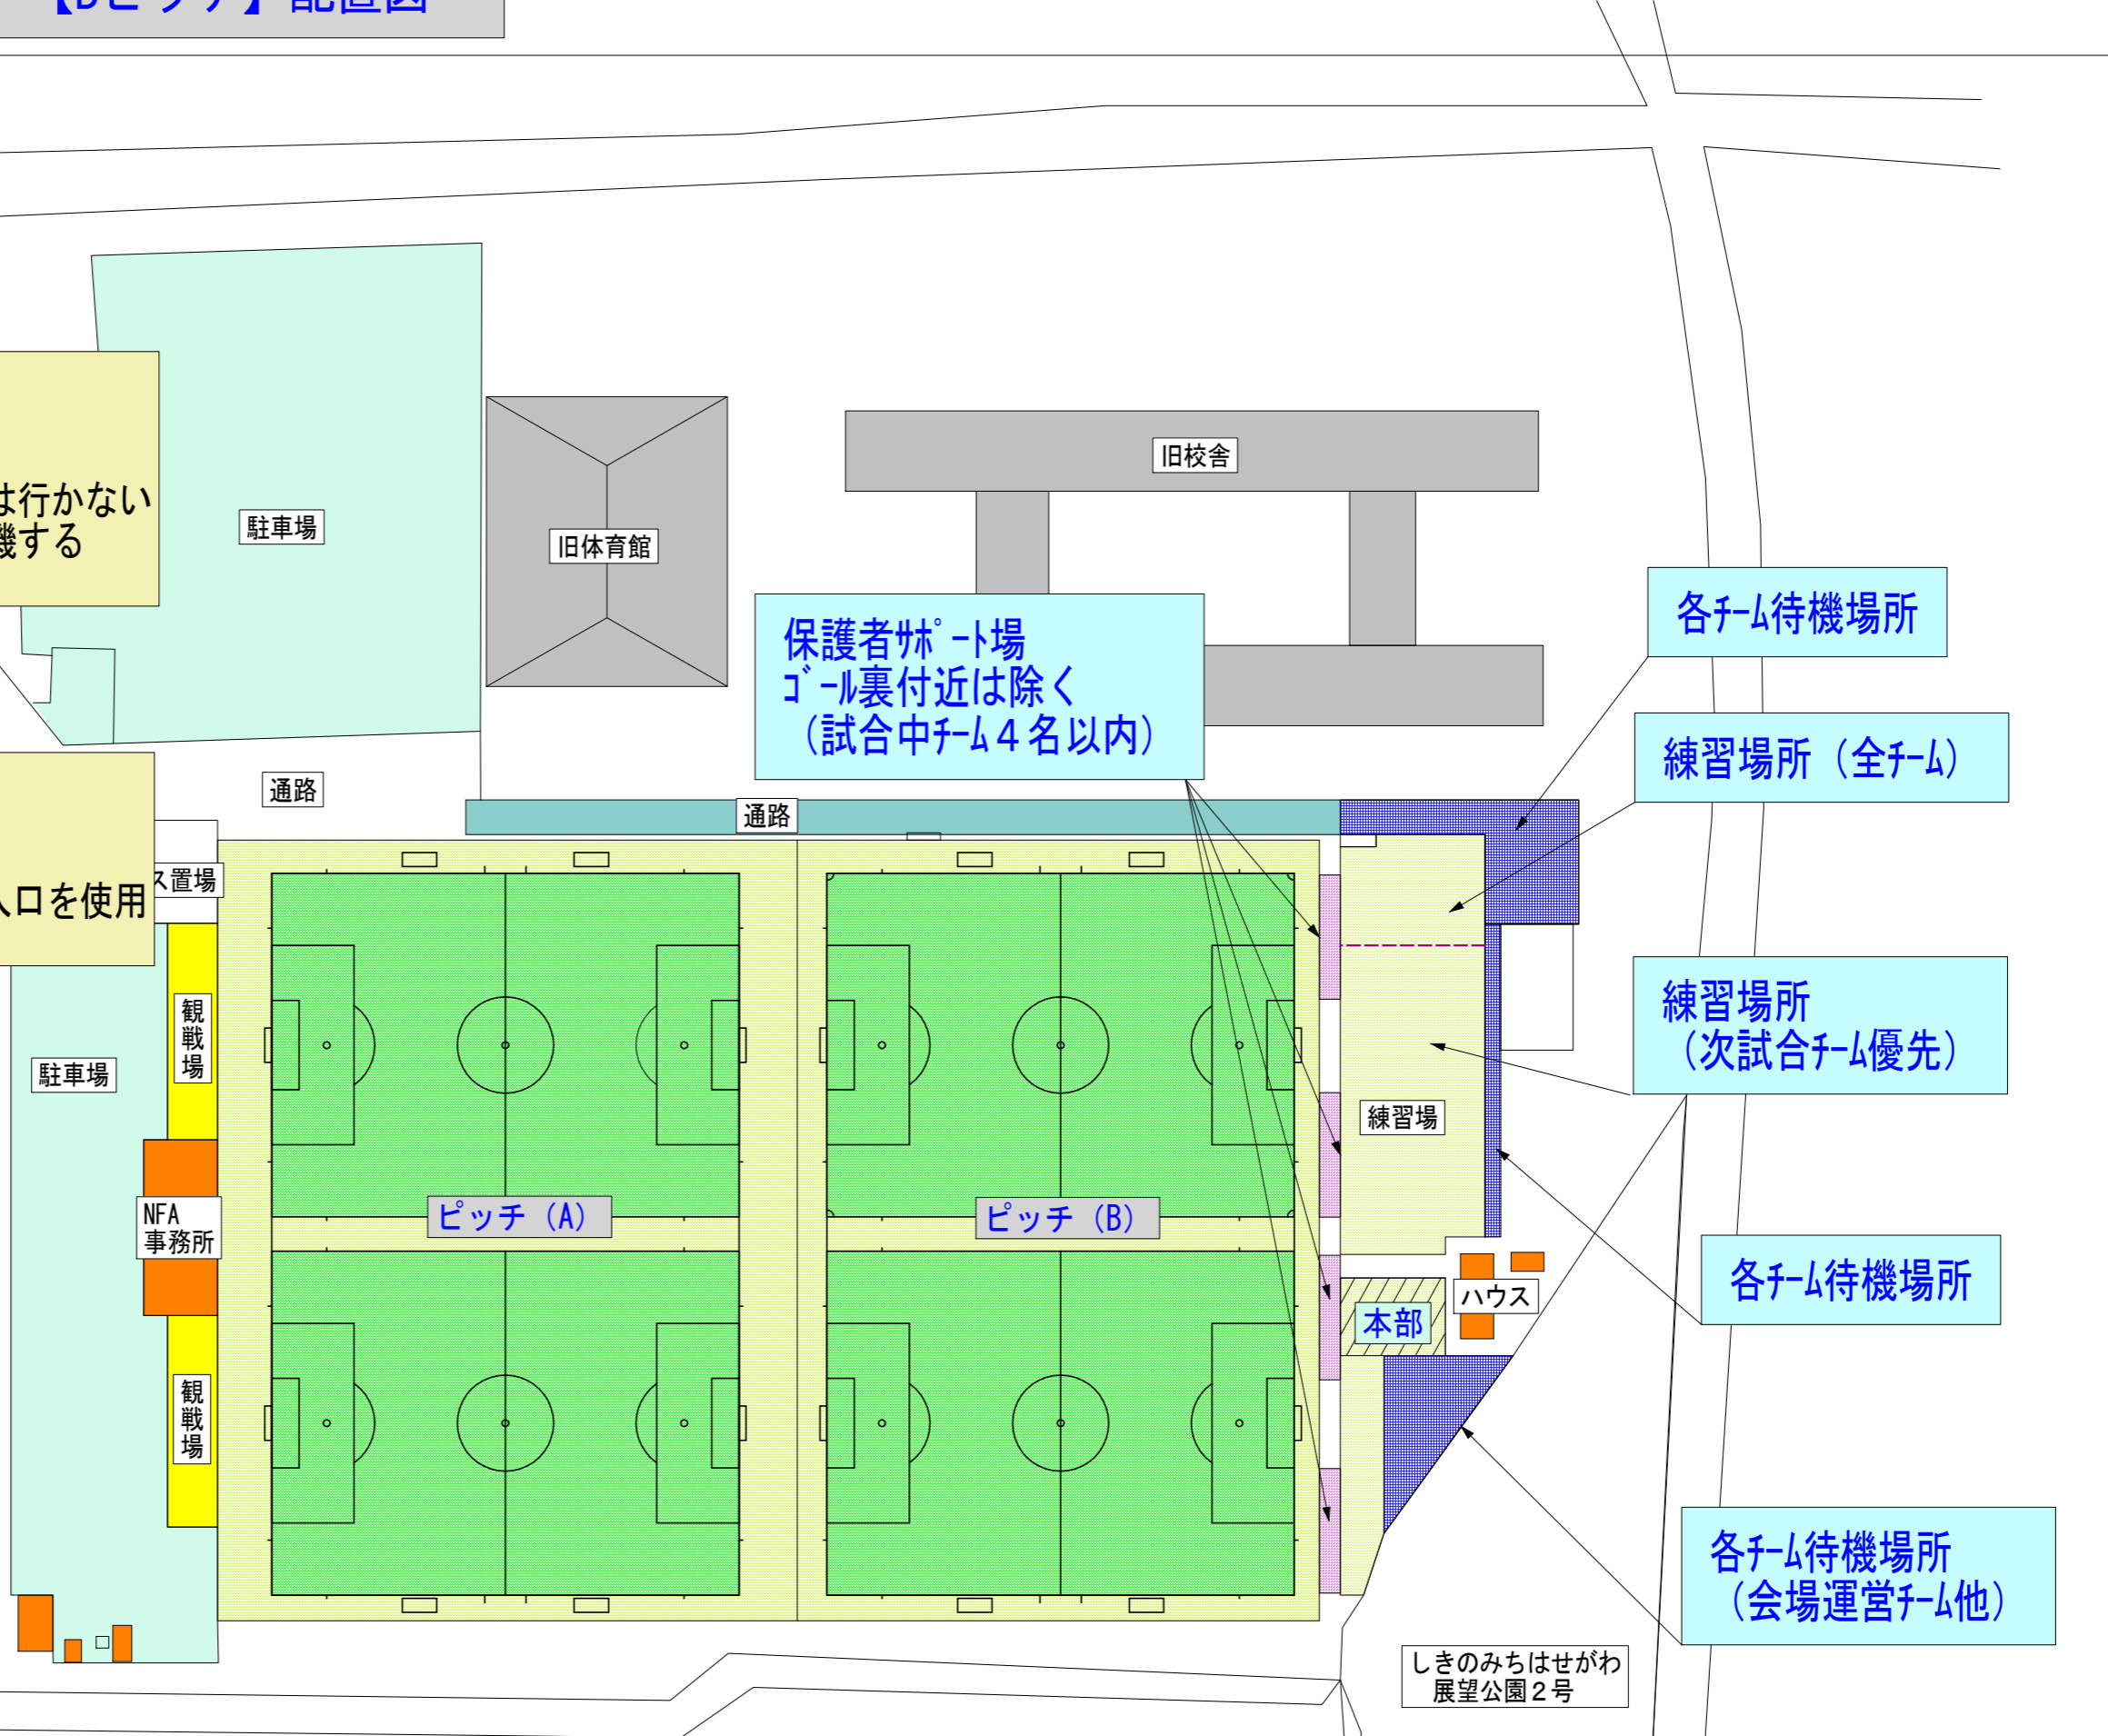 【Bピッチ】配置図
は行かない
機する
駐車場
旧体育館
旧校舎
各ﾁｰﾑ待機場所
保護者ｻﾎﾟｰﾄ場
ｺﾞｰﾙ裏付近は除く
（試合中ﾁｰﾑ４名以内）
練習場所（全ﾁｰﾑ）
通路
通路
ス置場
入口を使用
観戦場
駐車場
練習場所
（次試合ﾁｰﾑ優先）
練習場
NFA
事務所
ピッチ（A）
ピッチ（B）
各ﾁｰﾑ待機場所
ハウス
本部
観戦場
各ﾁｰﾑ待機場所
（会場運営ﾁｰﾑ他）
しきのみちはせがわ
展望公園２号